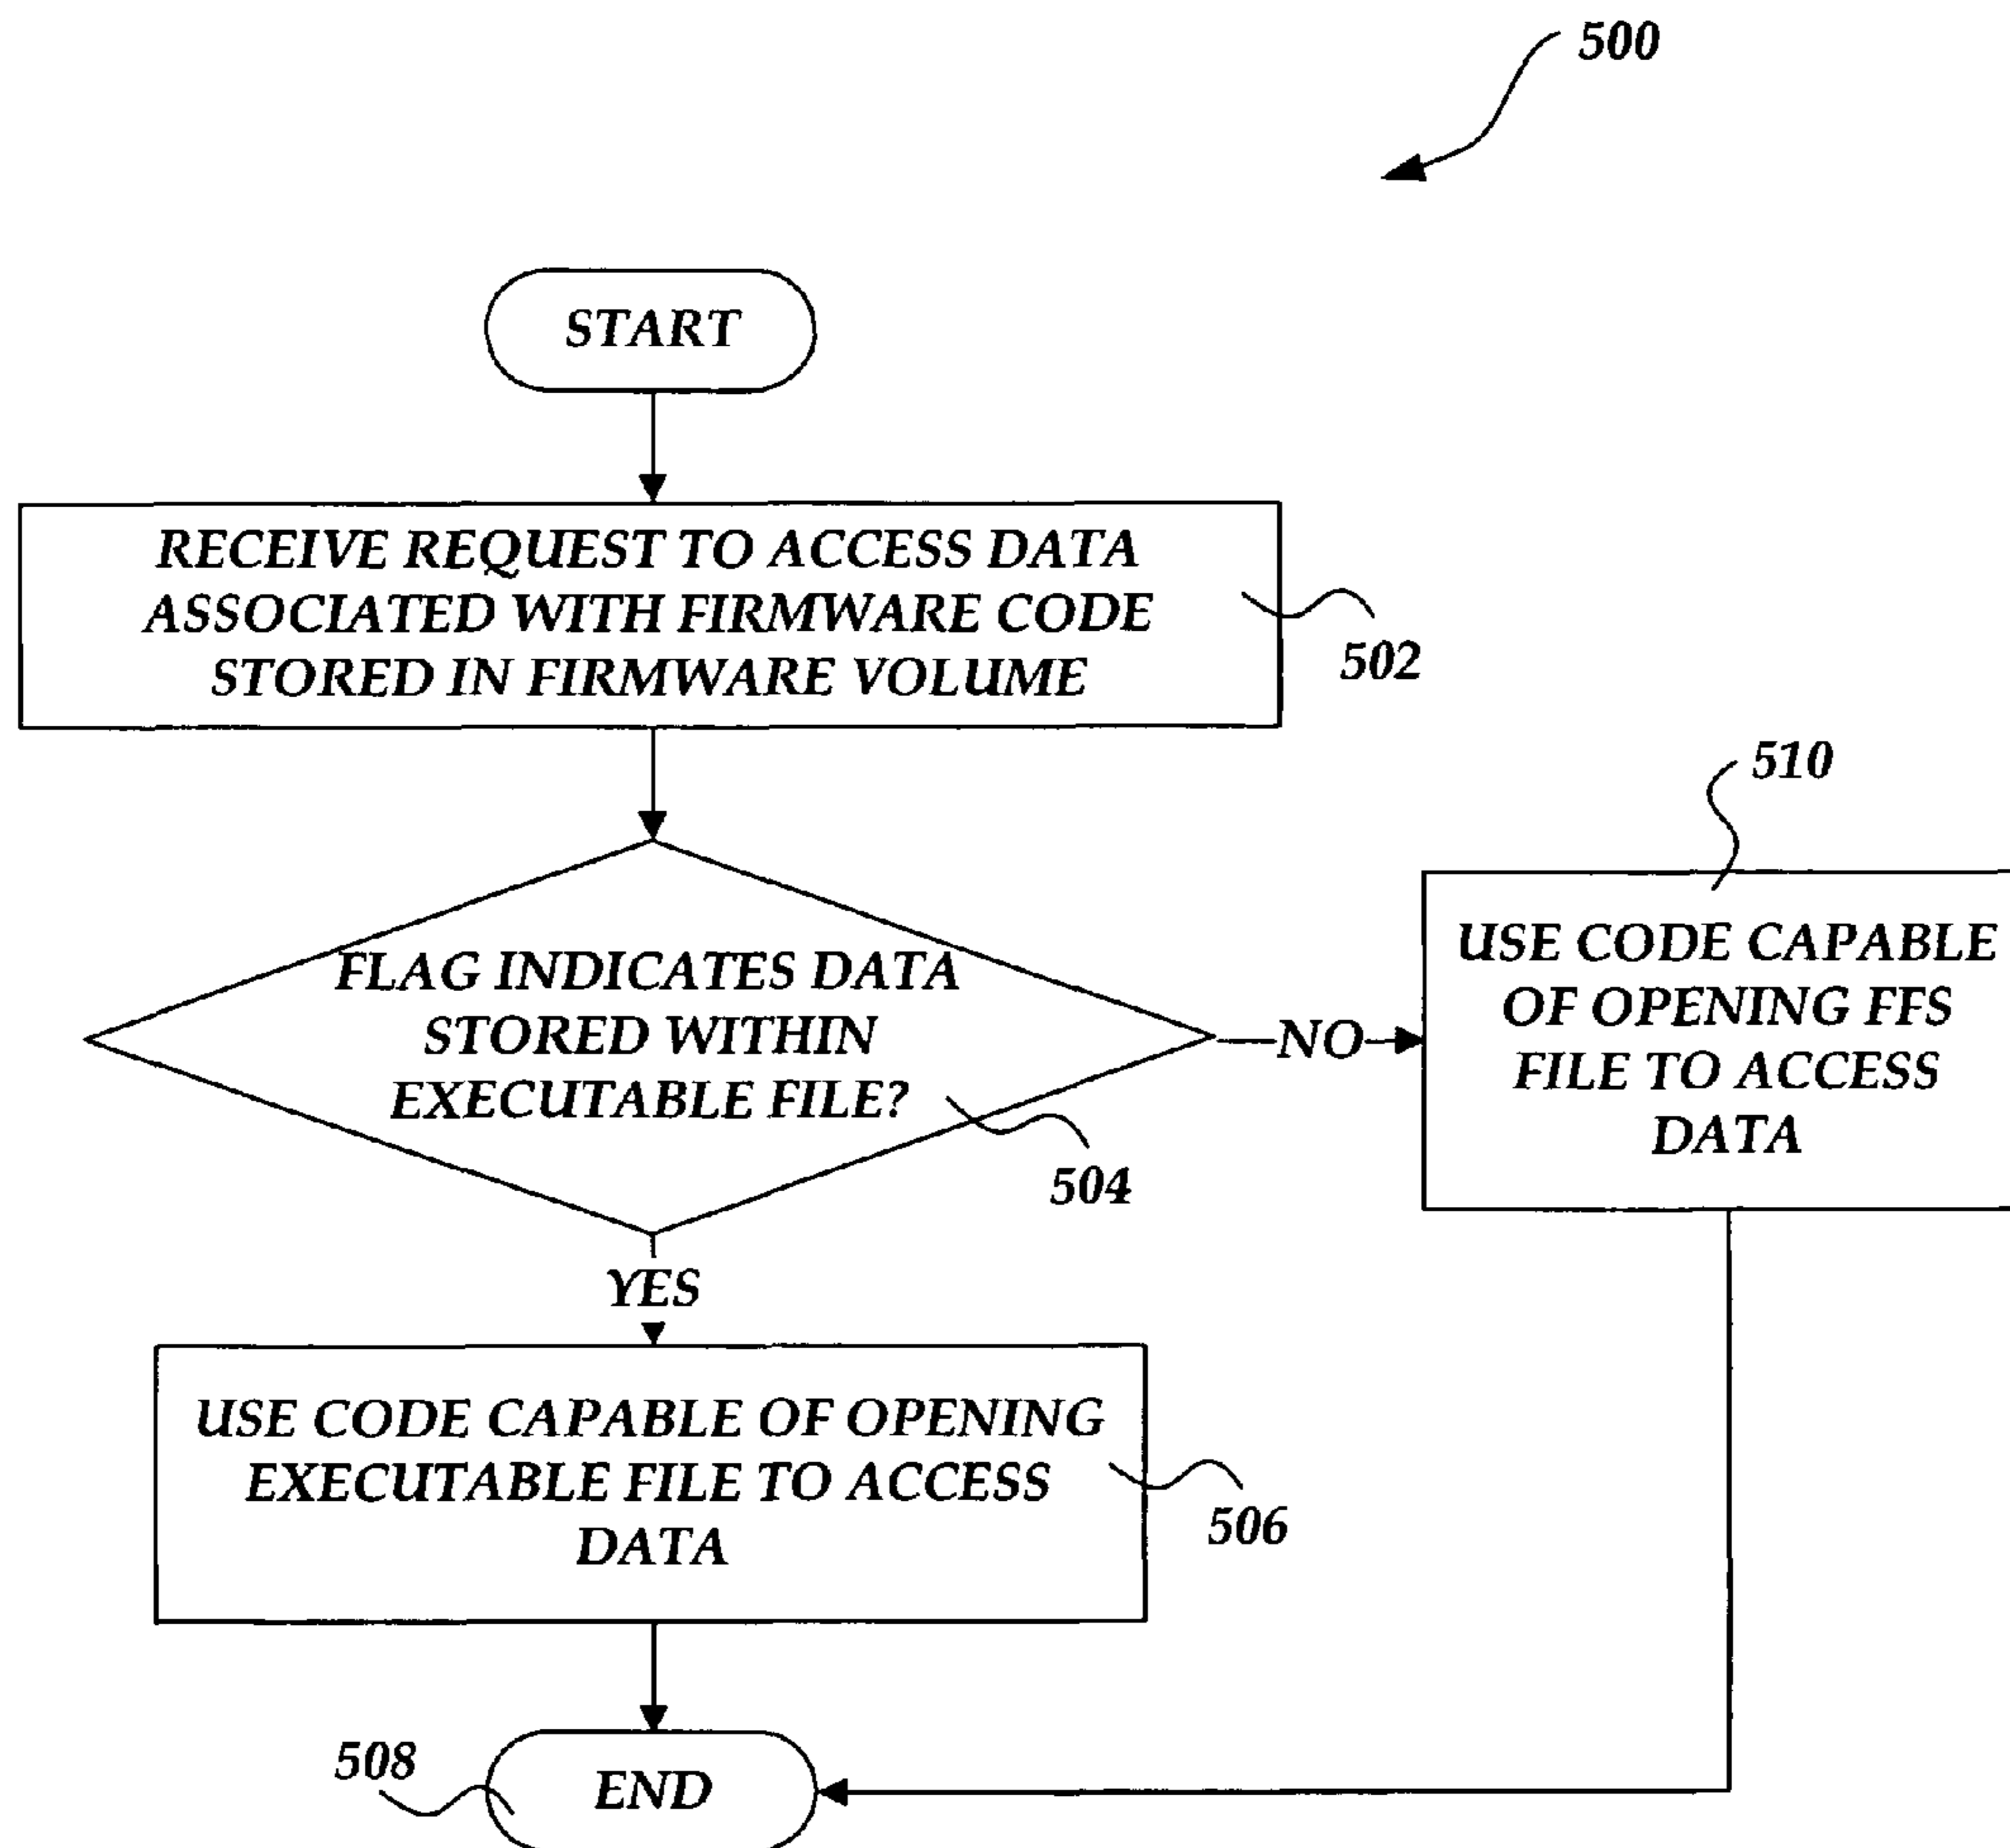 500
START
RECEIVE REQUEST TO ACCESS DATA
ASSOCIATED WITH FIRMWARE CODE
STORED IN FIRMWARE VOLUME
502
FLAG INDICATES DATA
STORED WITHIN
EXECUTABLE FILE?
504
NO
510
USE CODE CAPABLE
OF OPENING FFS
FILE TO ACCESS
DATA
YES
USE CODE CAPABLE OF OPENING
EXECUTABLE FILE TO ACCESS
DATA
506
508
END